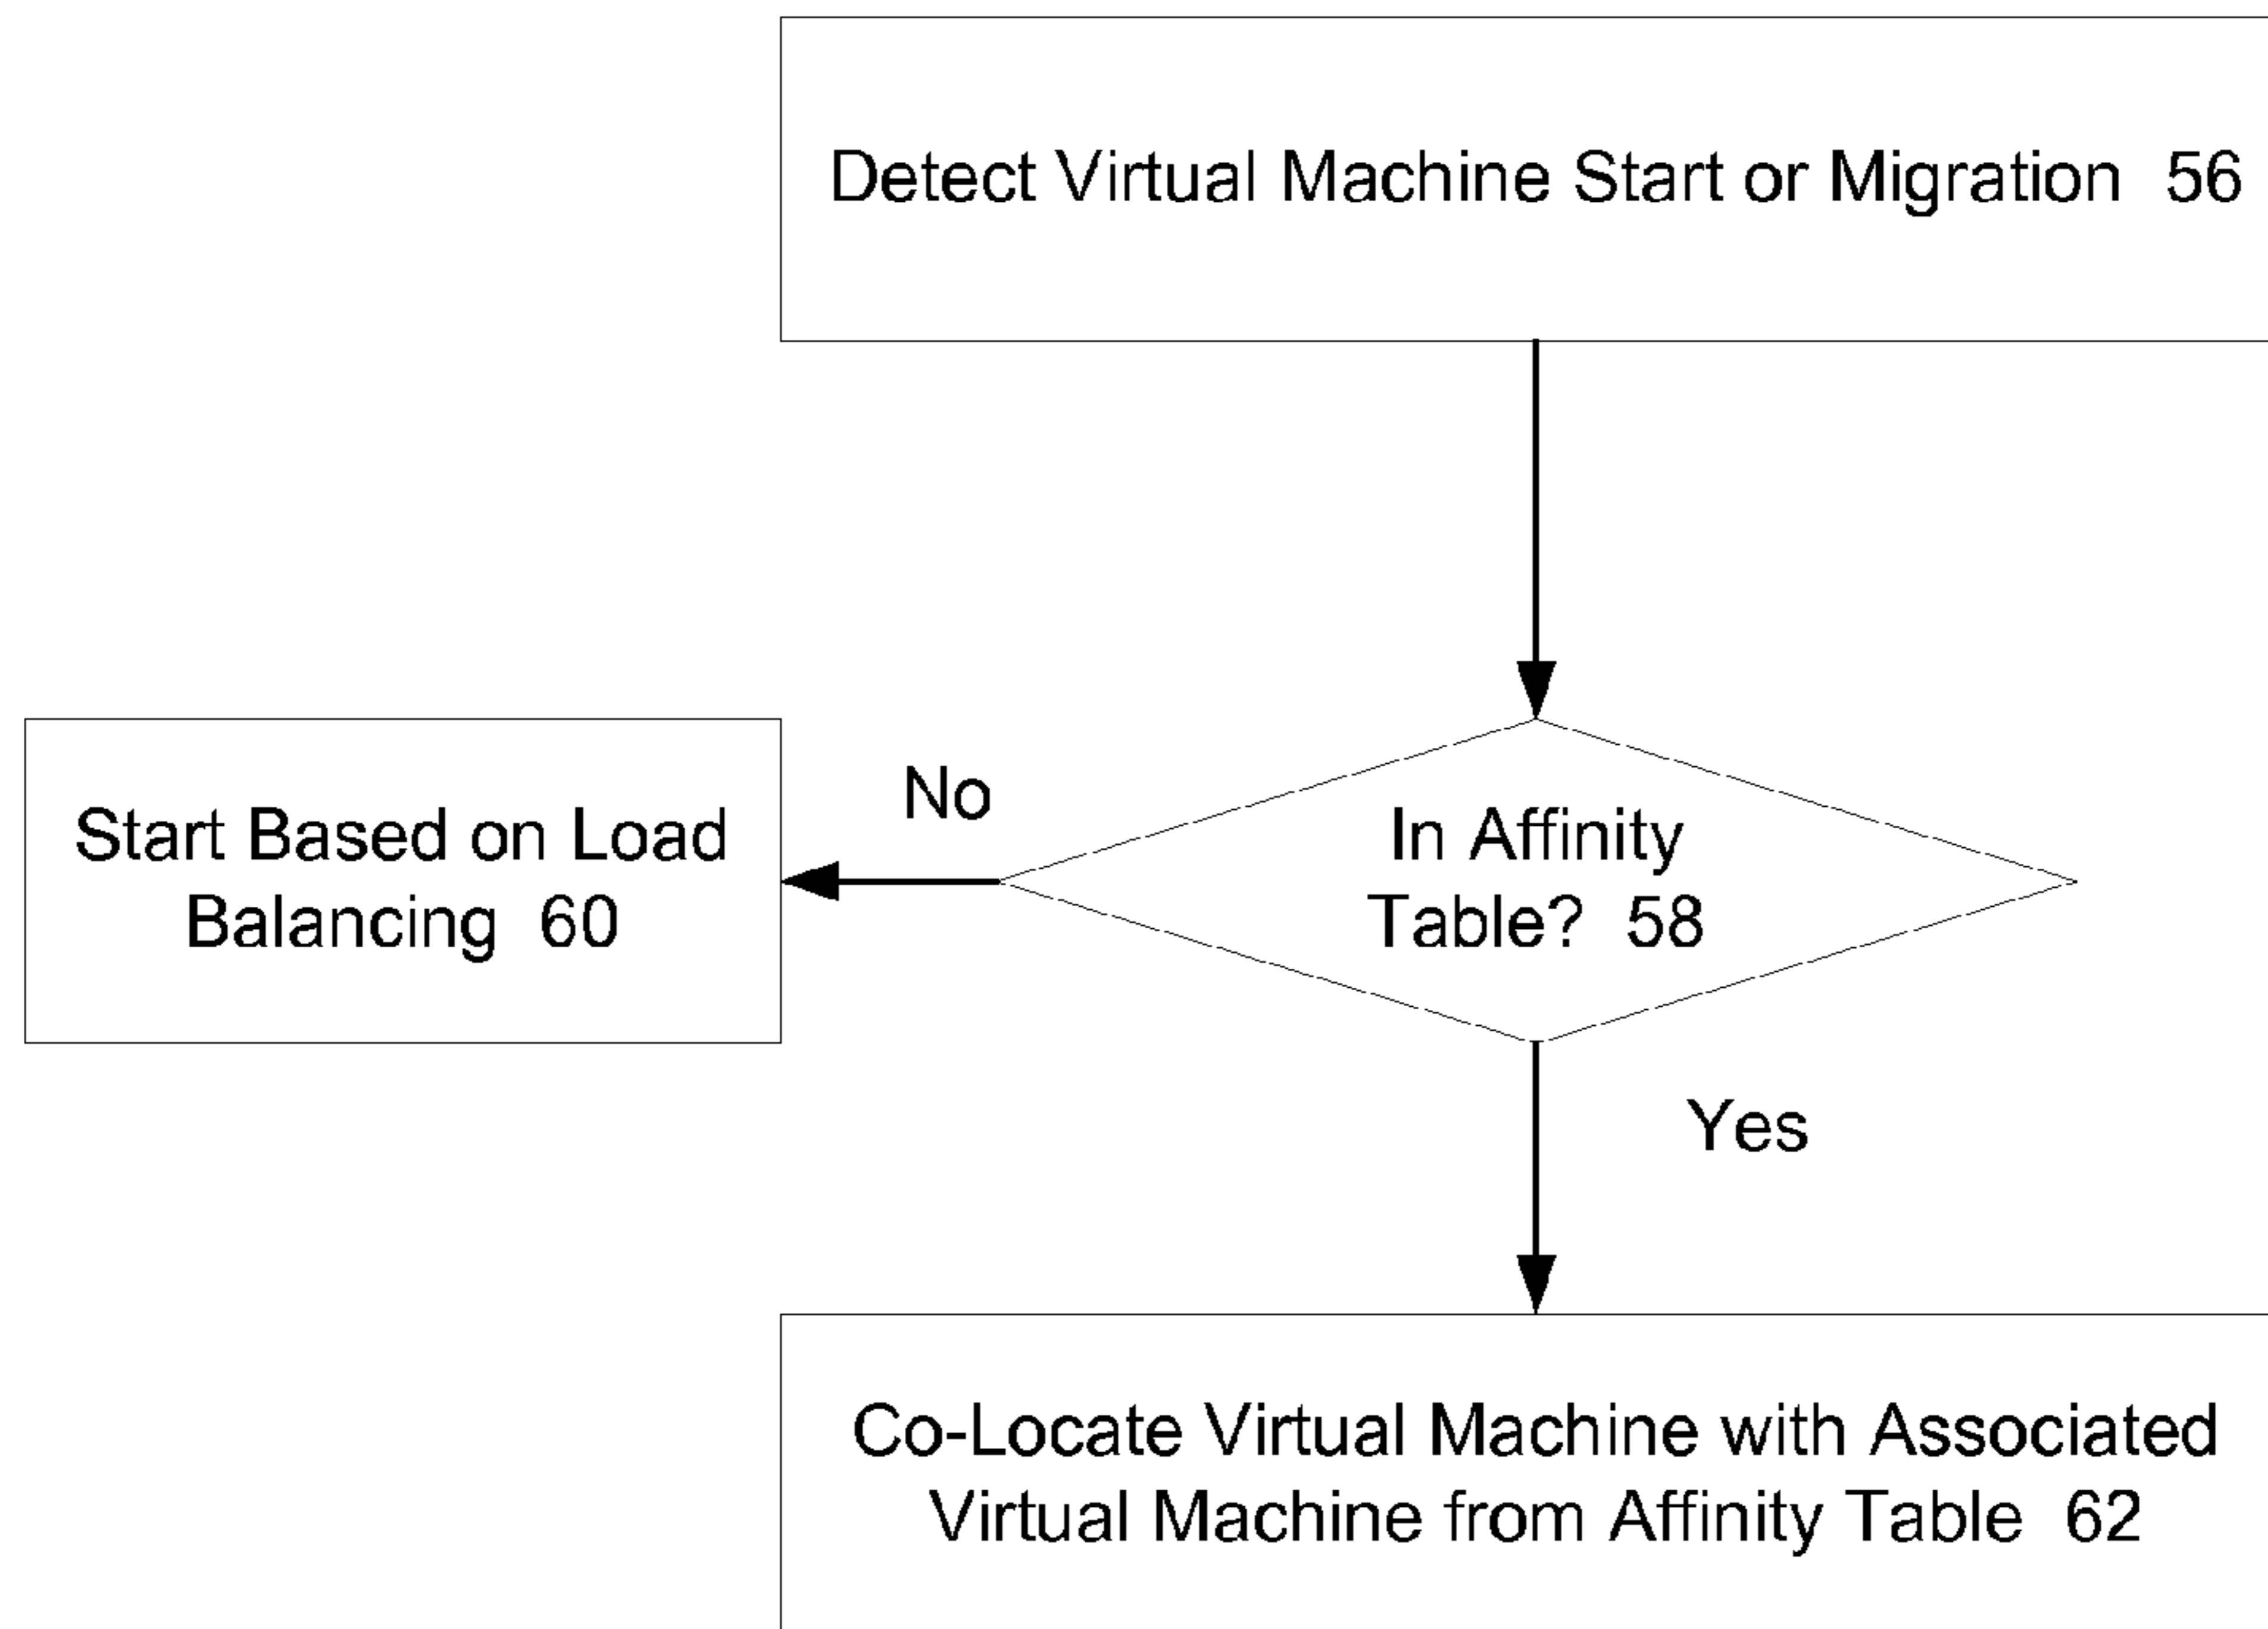 Detect Virtual Machine Start or Migration 56
No
Start Based on Load
Balancing 60
In Affinity
Table? 58
Yes
Co-Locate Virtual Machine with Associated
Virtual Machine from Affinity Table 62